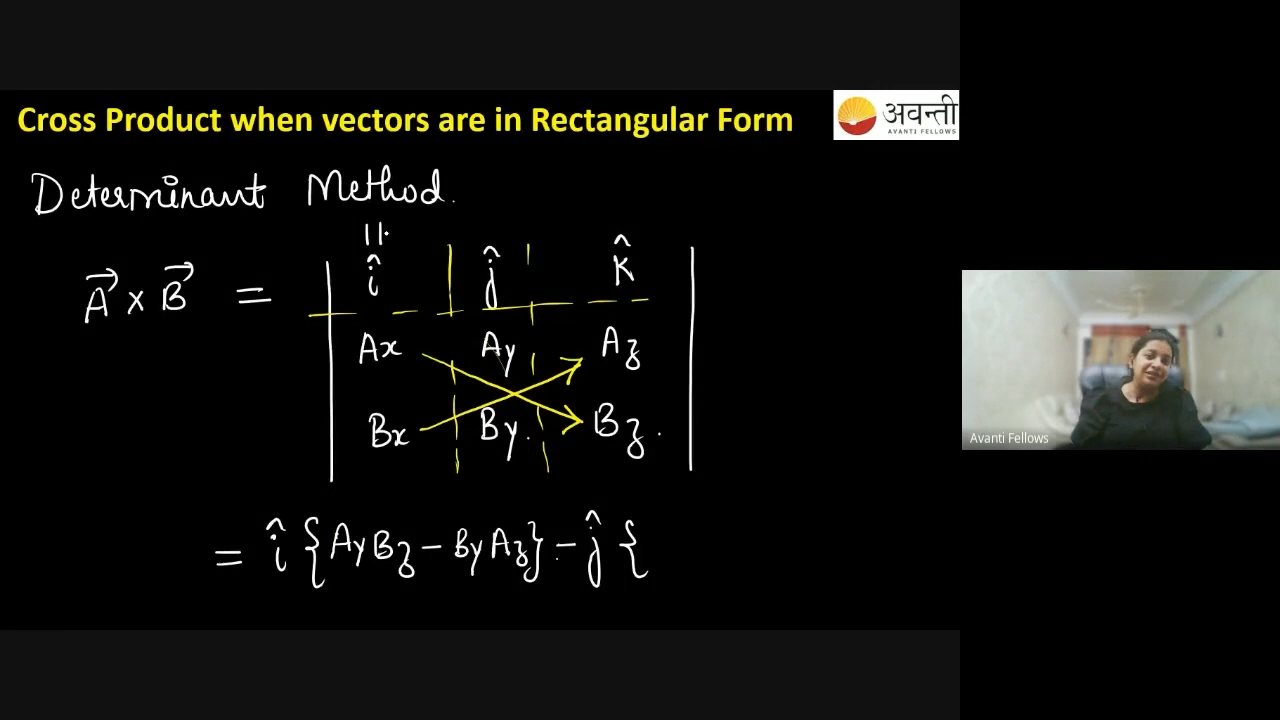 Cross Product when vectors are in Rectangular Form
अवन्ती
AVANTI FELLOWS
Determinant Method.
A⃗ × B⃗ = | î ĵ k̂ |
| Ax Ay Az |
| Bx By Bz |
= î {AyBz − ByAz} − ĵ {
Avanti Fellows